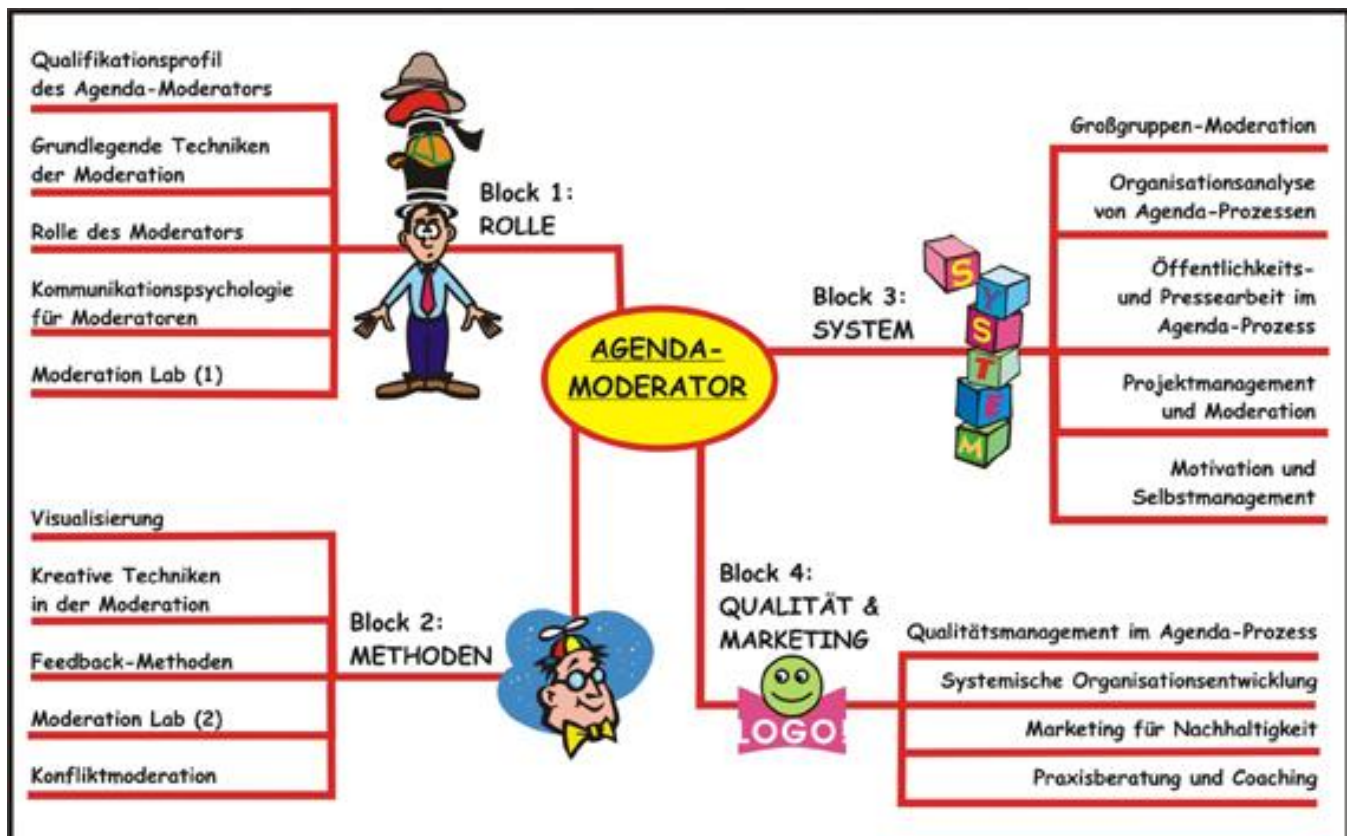 Qualifikationsprofil
des Agenda-Moderators
Grundlegende Techniken
der Moderation
Rolle des Moderators
Kommunikationspsychologie
für Moderatoren
Moderation Lab (1)
Block 1:
ROLLE
AGENDA-
MODERATOR
Block 3:
SYSTEM
SYSTEM
Großgruppen-Moderation
Organisationsanalyse
von Agenda-Prozessen
Öffentlichkeits-
und Pressearbeit im
Agenda-Prozess
Projektmanagement
und Moderation
Motivation und
Selbstmanagement
Visualisierung
Kreative Techniken
in der Moderation
Feedback-Methoden
Moderation Lab (2)
Konfliktmoderation
Block 2:
METHODEN
Block 4:
QUALITÄT &
MARKETING
LOGO!
Qualitätsmanagement im Agenda-Prozess
Systemische Organisationsentwicklung
Marketing für Nachhaltigkeit
Praxisberatung und Coaching